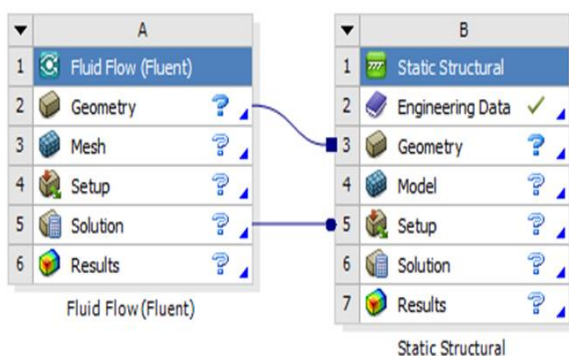 A
1 Fluid Flow (Fluent)
2 Geometry ?
3 Mesh ?
4 Setup ?
5 Solution ?
6 Results ?
Fluid Flow (Fluent)
B
1 Static Structural
2 Engineering Data ✓
3 Geometry ?
4 Model ?
5 Setup ?
6 Solution ?
7 Results ?
Static Structural